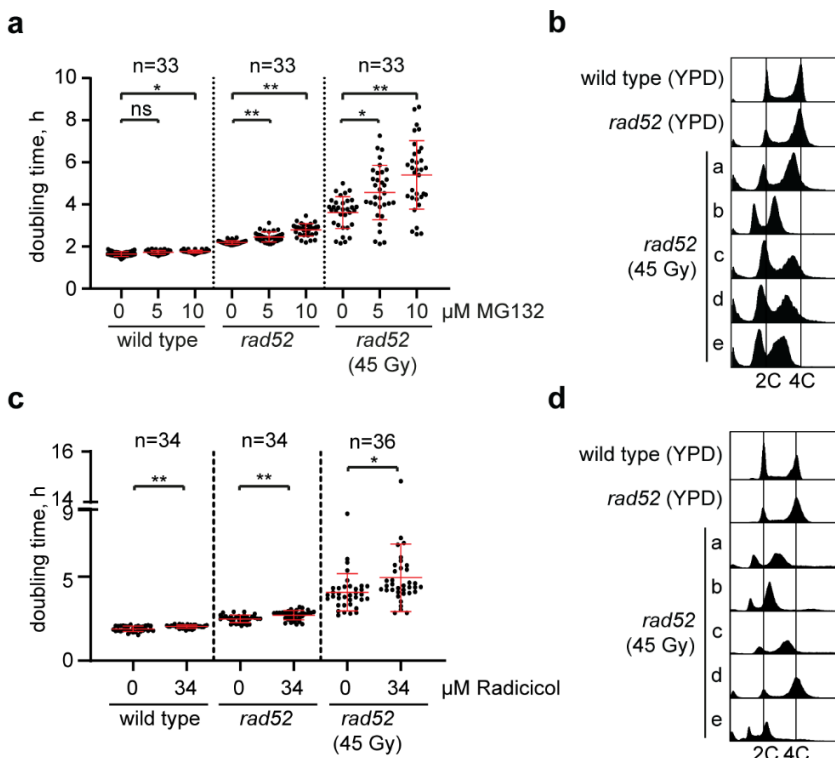 a
n=33 n=33 n=33
* ** **
ns ** *
10
8
6
4
2
0
doubling time, h
0 5 10 0 5 10 0 5 10 μM MG132
wild type rad52 rad52
(45 Gy)
b
wild type (YPD)
rad52 (YPD)
a
b
c
d
e
rad52
(45 Gy)
2C 4C
c
16
n=34 n=34 n=36
** ** *
14
9
5
0
doubling time, h
0 34 0 34 0 34 μM Radicicol
wild type rad52 rad52
(45 Gy)
d
wild type (YPD)
rad52 (YPD)
a
b
c
d
e
rad52
(45 Gy)
2C 4C